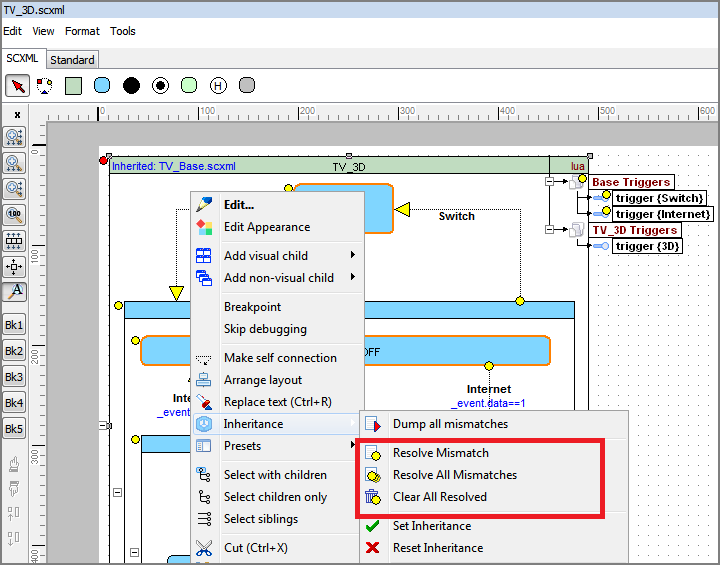 TV_3D.scxml
Edit View Format Tools
SCXML Standard
H
x
0 100 200 300 400 500 600
0
100
200
300
400
100
Bk1
Bk2
Bk3
Bk4
Bk5
Inherited: TV_Base.scxml TV_3D lua
Base Triggers
trigger {Switch}
trigger {Internet}
TV_3D Triggers
trigger {3D}
Switch
OFF
Internet
_event.data==1
Inte
_event
Edit...
Edit Appearance
Add visual child
Add non-visual child
Breakpoint
Skip debugging
Make self connection
Arrange layout
Replace text (Ctrl+R)
Inheritance
Presets
Select with children
Select children only
Select siblings
Cut (Ctrl+X)
Dump all mismatches
Resolve Mismatch
Resolve All Mismatches
Clear All Resolved
Set Inheritance
Reset Inheritance